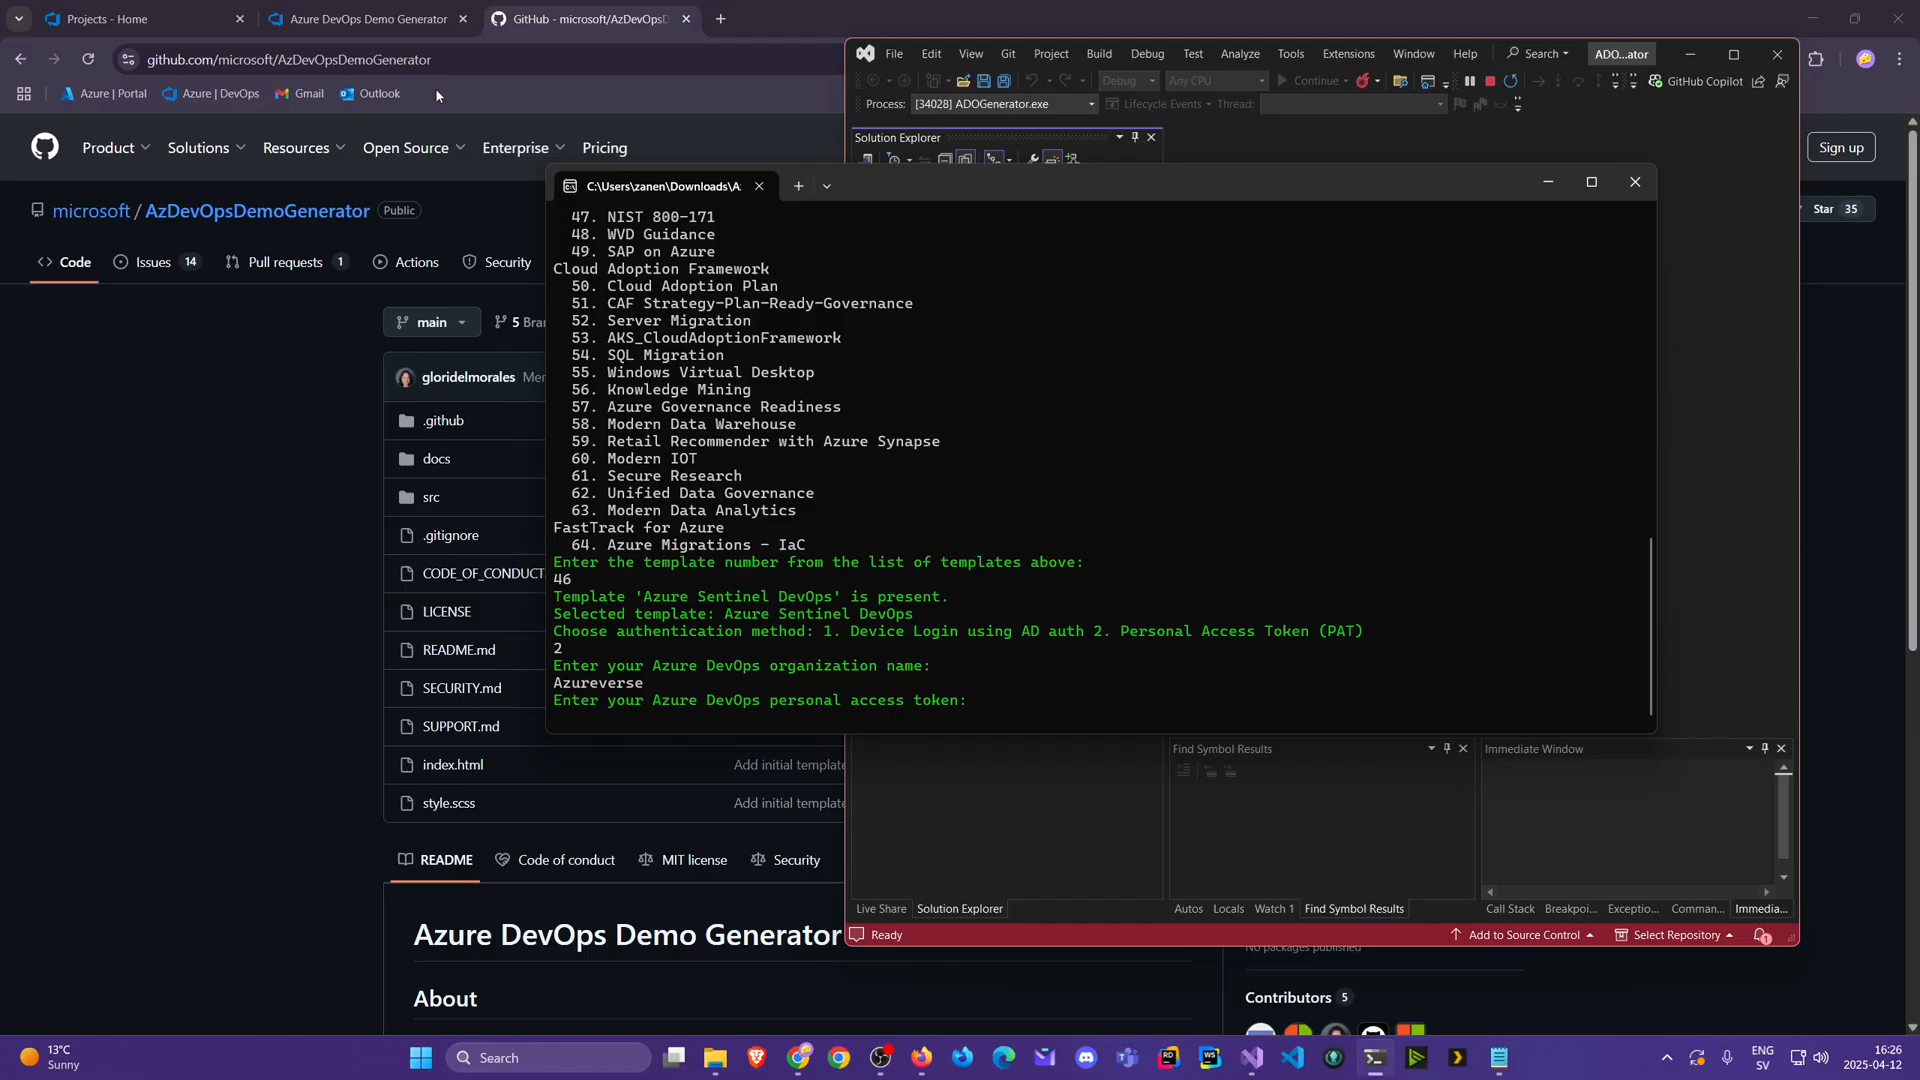 Projects - Home
Azure DevOps Demo Generator
GitHub - microsoft/AzDevOpsD
github.com/microsoft/AzDevOpsDemoGenerator
Azure | Portal
Azure | DevOps
Gmail
Outlook
Product
Solutions
Resources
Open Source
Enterprise
Pricing
Sign up
microsoft / AzDevOpsDemoGenerator
Public
Star 35
Code
Issues 14
Pull requests 1
Actions
Security
main
5 Bran
gloridelmorales Mer
.github
docs
src
.gitignore
CODE_OF_CONDUCT.
LICENSE
README.md
SECURITY.md
SUPPORT.md
index.html
Add initial template
style.scss
Add initial template
README
Code of conduct
MIT license
Security
Azure DevOps Demo Generator
About
No packages published
Contributors 5
File Edit View Git Project Build Debug Test Analyze Tools Extensions Window Help
Search
ADO...ator
Debug
Any CPU
Continue
GitHub Copilot
Process: [34028] ADOGenerator.exe
Lifecycle Events
Thread:
Solution Explorer
C:\Users\zanen\Downloads\A
47. NIST 800-171
48. WVD Guidance
49. SAP on Azure
Cloud Adoption Framework
50. Cloud Adoption Plan
51. CAF Strategy-Plan-Ready-Governance
52. Server Migration
53. AKS_CloudAdoptionFramework
54. SQL Migration
55. Windows Virtual Desktop
56. Knowledge Mining
57. Azure Governance Readiness
58. Modern Data Warehouse
59. Retail Recommender with Azure Synapse
60. Modern IOT
61. Secure Research
62. Unified Data Governance
63. Modern Data Analytics
FastTrack for Azure
64. Azure Migrations - IaC
Enter the template number from the list of templates above:
46
Template 'Azure Sentinel DevOps' is present.
Selected template: Azure Sentinel DevOps
Choose authentication method: 1. Device Login using AD auth 2. Personal Access Token (PAT)
2
Enter your Azure DevOps organization name:
Azureverse
Enter your Azure DevOps personal access token:
Find Symbol Results
Immediate Window
Live Share
Solution Explorer
Autos
Locals
Watch 1
Find Symbol Results
Call Stack
Breakpoi...
Exceptio...
Comman...
Immedia...
Ready
Add to Source Control
Select Repository
1
13°C
Sunny
Search
ENG
SV
16:26
2025-04-12